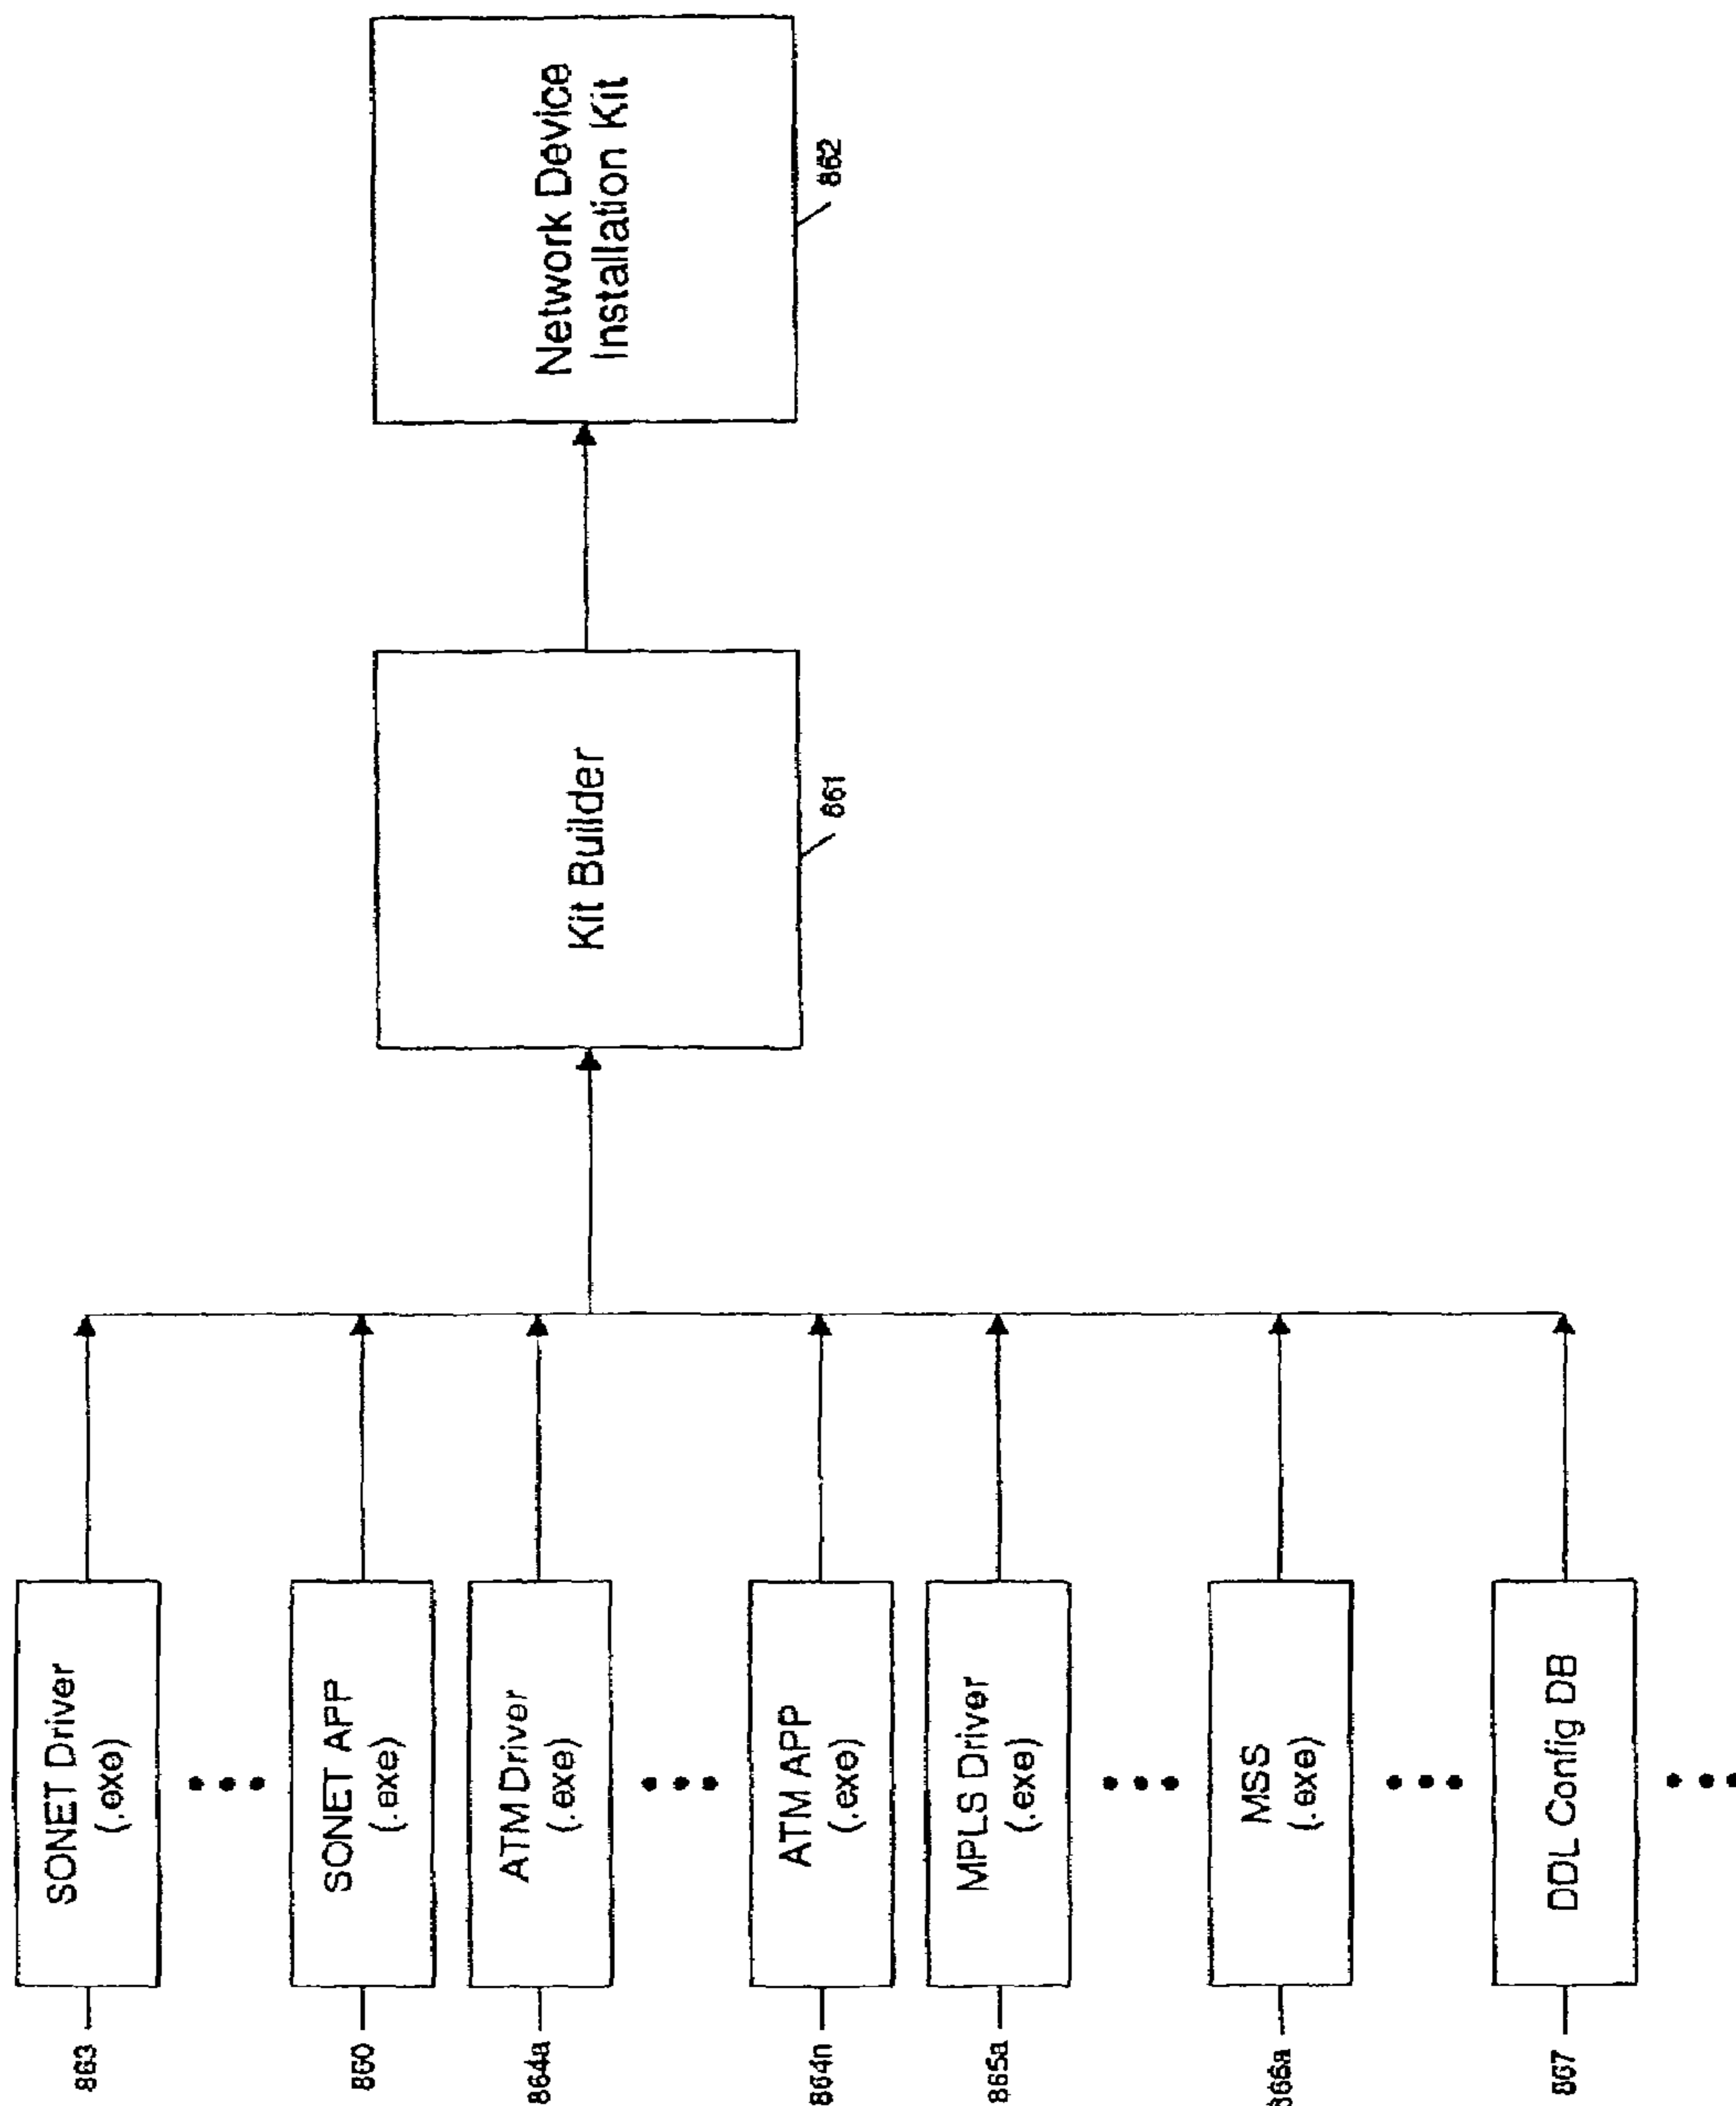 863
SONET Driver
(.exe)
860
SONET APP
(.exe)
864a
ATM Driver
(.exe)
864n
ATM APP
(.exe)
865a
MPLS Driver
(.exe)
866a
MSS
(.exe)
867
DDL Config DB
Kit Builder
861
Network Device
Installation Kit
862